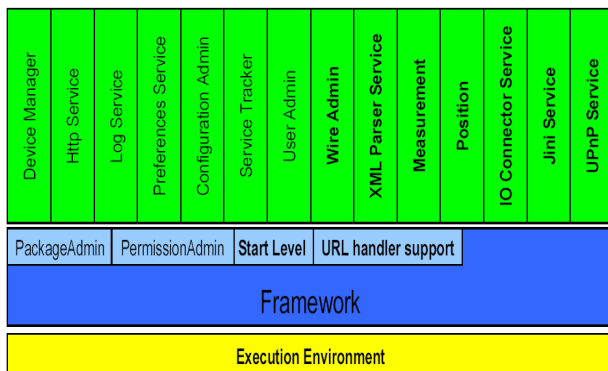 Device Manager
Http Service
Log Service
Preferences Service
Configuration Admin
Service Tracker
User Admin
Wire Admin
XML Parser Service
Measurement
Position
IO Connector Service
Jini Service
UPnP Service
PackageAdmin
PermissionAdmin
Start Level
URL handler support
Framework
Execution Environment